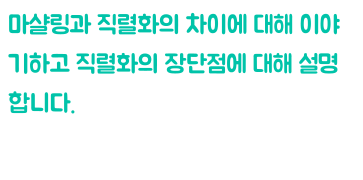 마샬링과 직렬화의 차이에 대해 이야
기하고 직렬화의 장단점에 대해 설명
합니다.